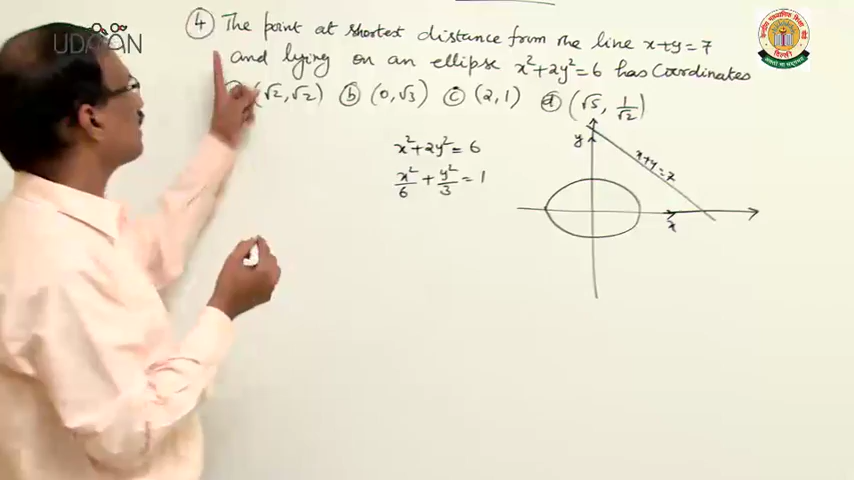 UDAAN
④ The point at shortest distance from the line x+y=7
and lying on an ellipse x²+2y²=6 has Coordinates
(√2,√2) ⓑ (0,√3) ⓒ (2,1) ⓓ (√5, 1/√2)
x²+2y²=6
x²/6 + y²/3 = 1
y
x+y=7
x